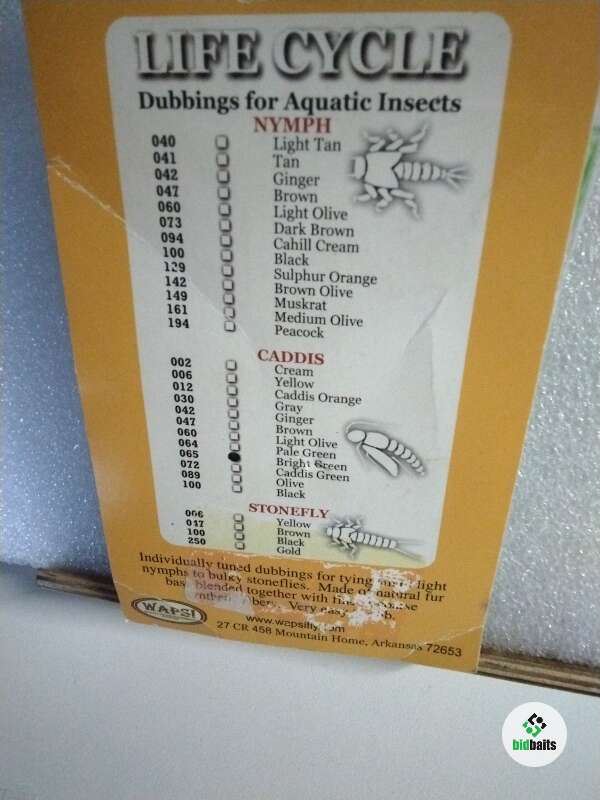 LIFE CYCLE
Dubbings for Aquatic Insects
NYMPH
040 Light Tan
041 Tan
042 Ginger
047 Brown
060 Light Olive
073 Dark Brown
094 Cahill Cream
100 Black
129 Sulphur Orange
142 Brown Olive
149 Muskrat
161 Medium Olive
194 Peacock
CADDIS
002 Cream
006 Yellow
012 Caddis Orange
030 Gray
042 Ginger
047 Brown
060 Light Olive
064 Pale Green
065 Bright Green
072 Caddis Green
089 Olive
100 Black
STONEFLY
006 Yellow
047 Brown
100 Black
250 Gold
Individually tuned dubbings for tying light
nymphs to bulky stoneflies. Made of natural fur
blended together with
Very
WAPSI
www.wapsifly.com
27 CR 458 Mountain Home, Arkansas 72653
bidbaits